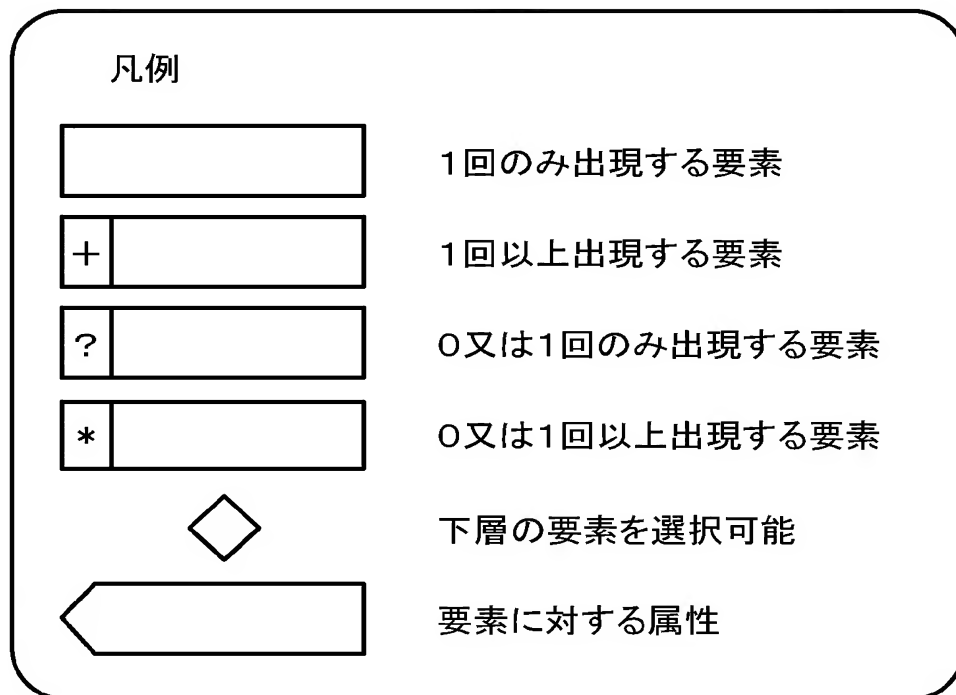 凡例
1回のみ出現する要素
+ 1回以上出現する要素
? 0又は1回のみ出現する要素
* 0又は1回以上出現する要素
下層の要素を選択可能
要素に対する属性